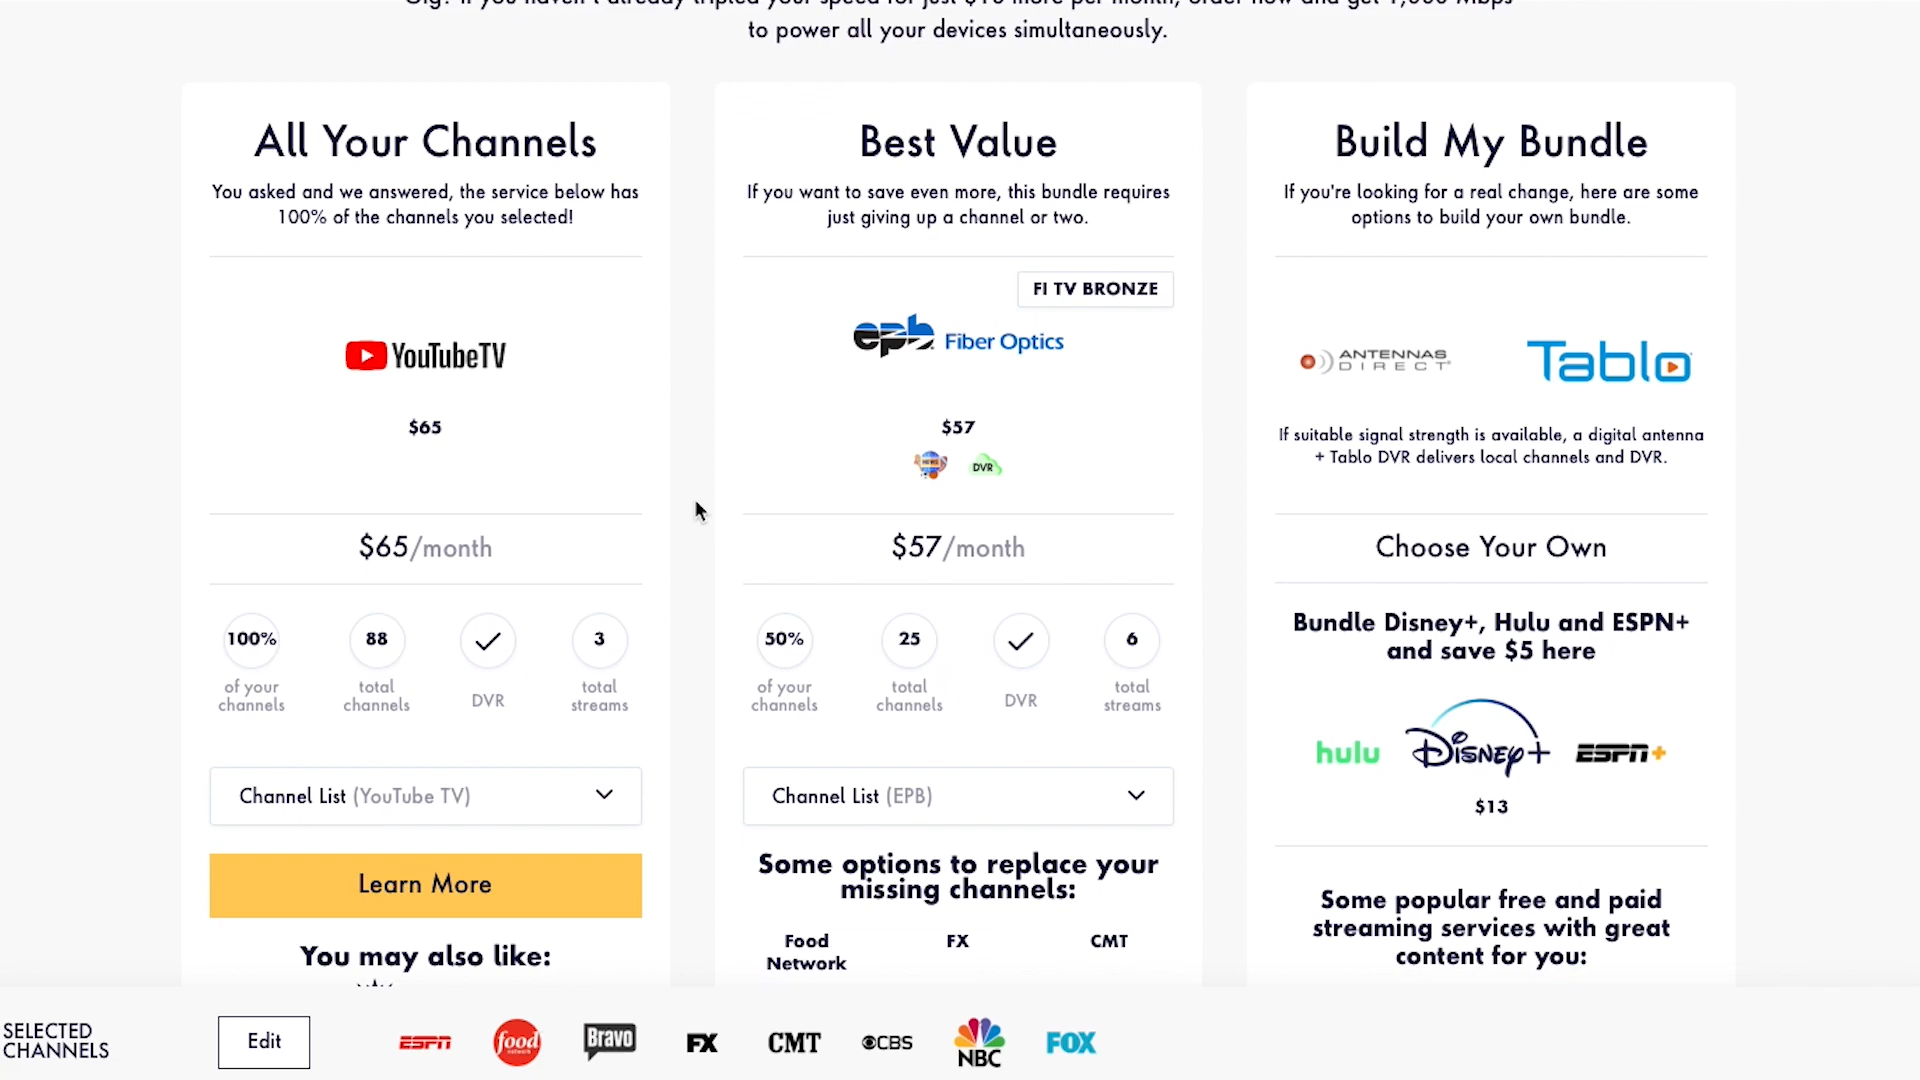 to power all your devices simultaneously.
All Your Channels
You asked and we answered, the service below has
100% of the channels you selected!
YouTubeTV
$65
$65/month
100%
of your
channels
88
total
channels
DVR
3
total
streams
Channel List (YouTube TV)
Learn More
You may also like:
Best Value
If you want to save even more, this bundle requires
just giving up a channel or two.
FI TV BRONZE
epb Fiber Optics
$57
DVR
$57/month
50%
of your
channels
25
total
channels
DVR
6
total
streams
Channel List (EPB)
Some options to replace your
missing channels:
Food
Network
FX
CMT
Build My Bundle
If you're looking for a real change, here are some
options to build your own bundle.
ANTENNAS
DIRECT
Tablo
If suitable signal strength is available, a digital antenna
+ Tablo DVR delivers local channels and DVR.
Choose Your Own
Bundle Disney+, Hulu and ESPN+
and save $5 here
hulu
Disney+
ESPN+
$13
Some popular free and paid
streaming services with great
content for you:
SELECTED
CHANNELS
Edit
ESPN
food
network
Bravo
FX
CMT
CBS
NBC
FOX